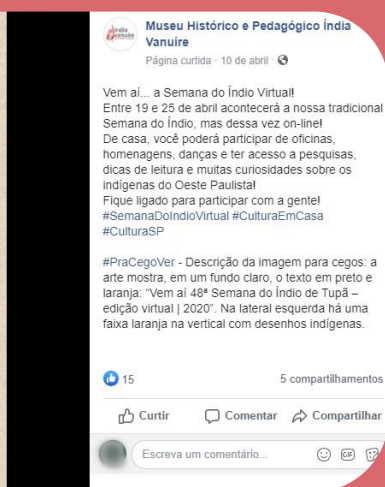 índia
vanuíre
Museu Histórico e Pedagógico Índia
Vanuíre
Página curtida · 10 de abril ·
Vem aí... a Semana do Índio Virtual!
Entre 19 e 25 de abril acontecerá a nossa tradicional
Semana do Índio, mas dessa vez on-line!
De casa, você poderá participar de oficinas,
homenagens, danças e ter acesso a pesquisas,
dicas de leitura e muitas curiosidades sobre os
indígenas do Oeste Paulista!
Fique ligado para participar com a gente!
#SemanaDoIndioVirtual #CulturaEmCasa
#CulturaSP
#PraCegoVer - Descrição da imagem para cegos: a
arte mostra, em um fundo claro, o texto em preto e
laranja: “Vem aí 48ª Semana do Índio de Tupã –
edição virtual | 2020”. Na lateral esquerda há uma
faixa laranja na vertical com desenhos indígenas.
15 5 compartilhamentos
Curtir Comentar Compartilhar
Escreva um comentário... GIF